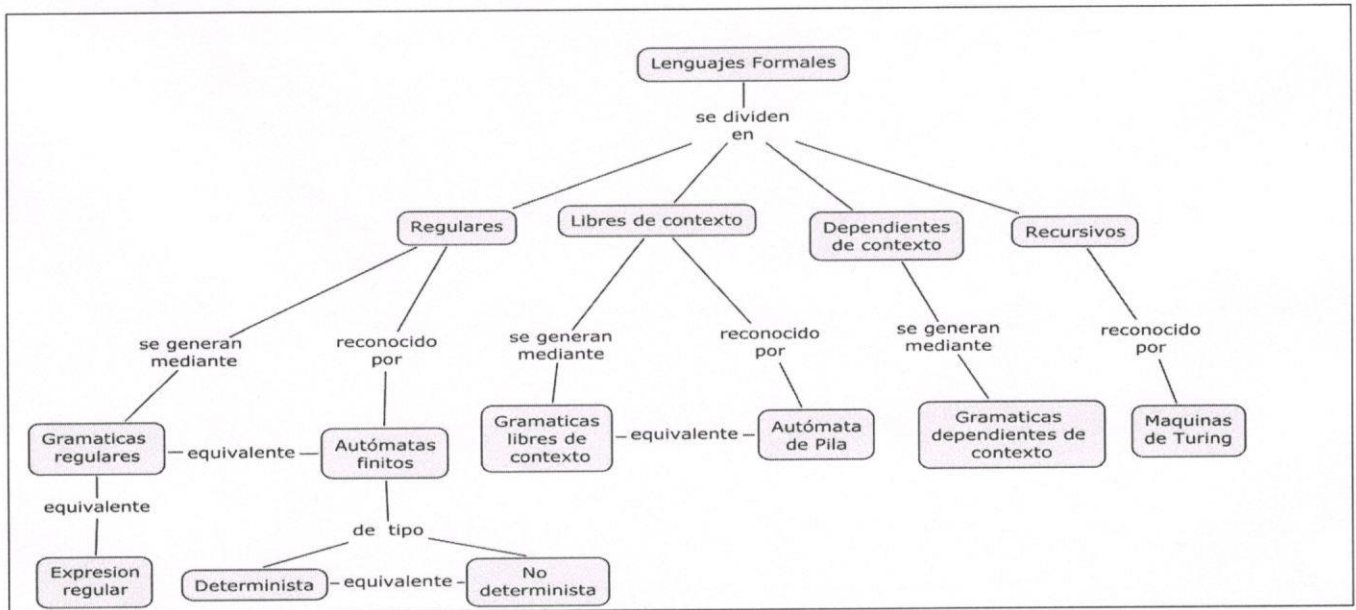 Lenguajes Formales
se dividen
en
Regulares
Libres de contexto
Dependientes
de contexto
Recursivos
se generan
mediante
reconocido
por
se generan
mediante
reconocido
por
se generan
mediante
reconocido
por
Gramaticas
regulares
equivalente
Autómatas
finitos
Gramaticas
libres de
contexto
equivalente
Autómata
de Pila
Gramaticas
dependientes de
contexto
Maquinas
de Turing
equivalente
de tipo
Expresion
regular
Determinista
equivalente
No
determinista